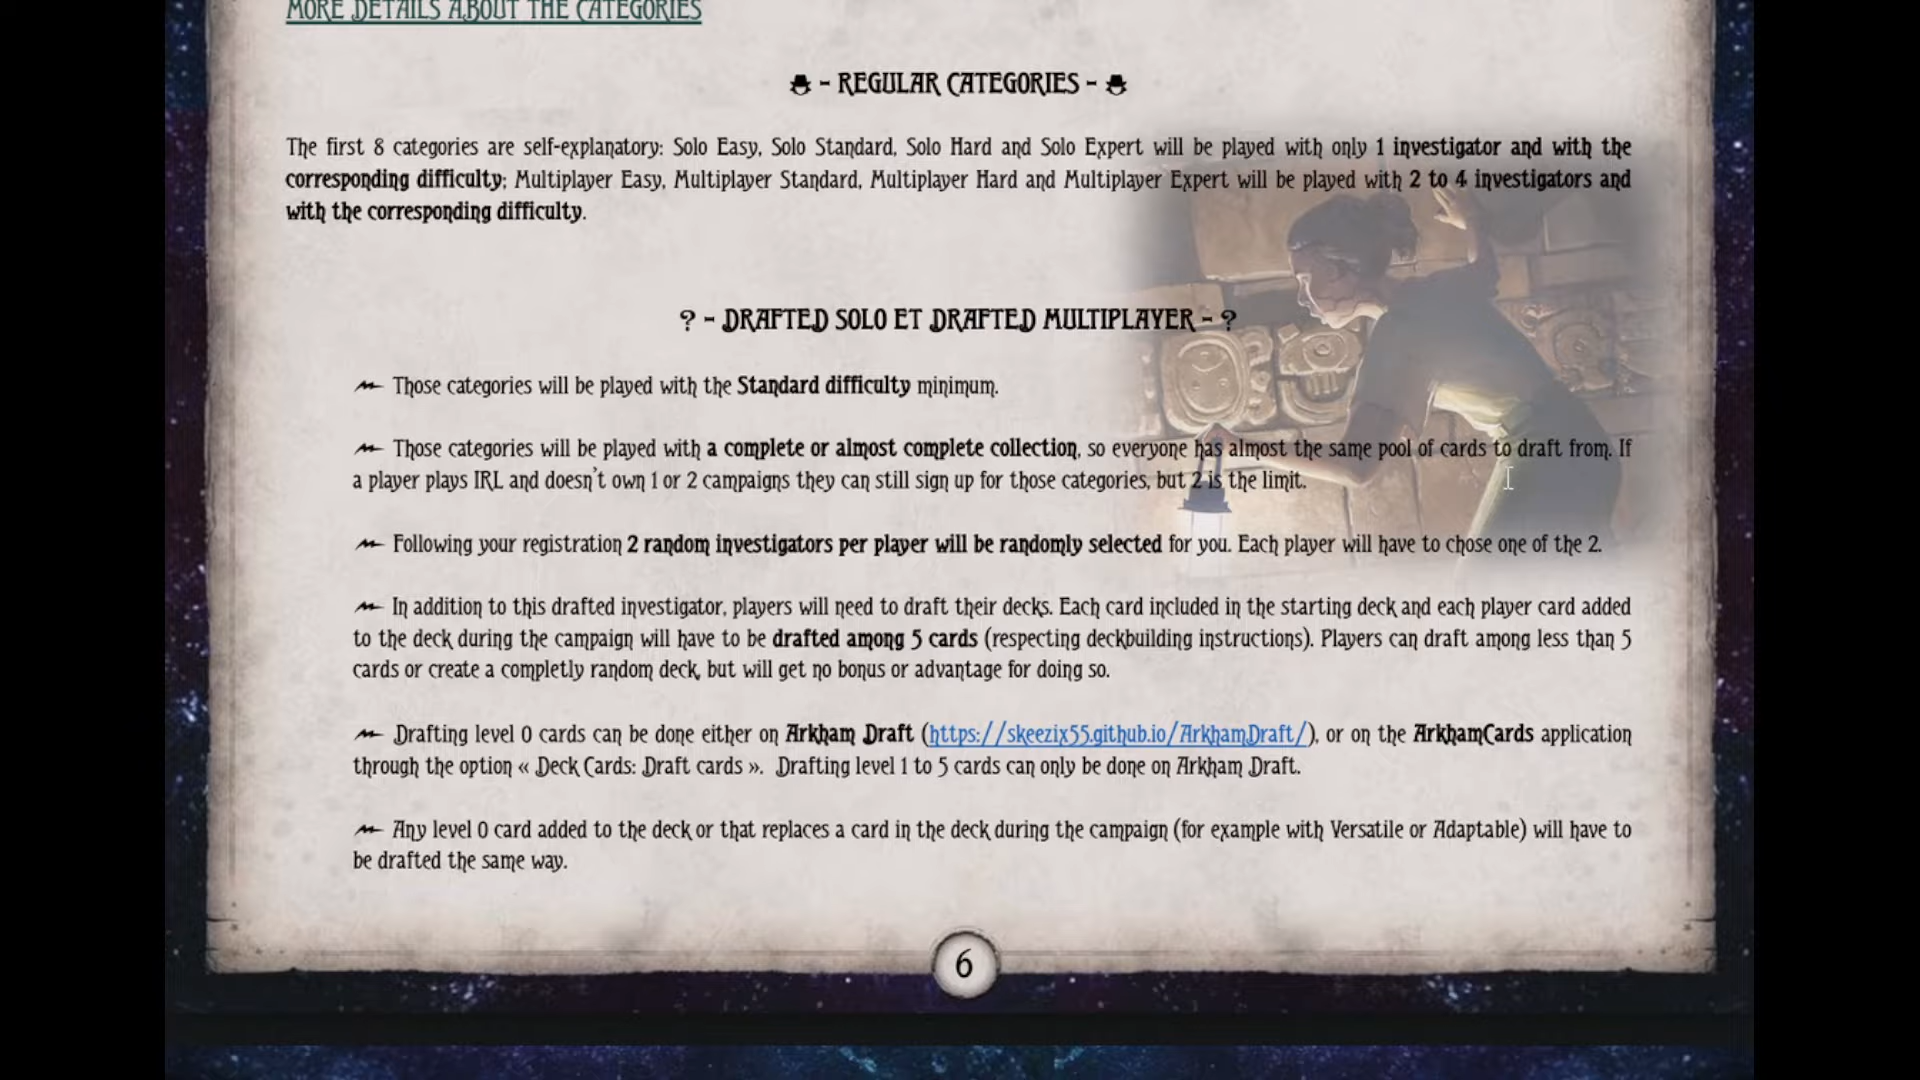 MORE DETAILS ABOUT THE CATEGORIES
- REGULAR CATEGORIES -
The first 8 categories are self-explanatory: Solo Easy, Solo Standard, Solo Hard and Solo Expert will be played with only 1 investigator and with the
corresponding difficulty; Multiplayer Easy, Multiplayer Standard, Multiplayer Hard and Multiplayer Expert will be played with 2 to 4 investigators and
with the corresponding difficulty.
? - DRAFTED SOLO ET DRAFTED MULTIPLAYER - ?
Those categories will be played with the Standard difficulty minimum.
Those categories will be played with a complete or almost complete collection, so everyone has almost the same pool of cards to draft from. If
a player plays IRL and doesn't own 1 or 2 campaigns they can still sign up for those categories, but 2 is the limit.
Following your registration 2 random investigators per player will be randomly selected for you. Each player will have to chose one of the 2.
In addition to this drafted investigator, players will need to draft their decks. Each card included in the starting deck and each player card added
to the deck during the campaign will have to be drafted among 5 cards (respecting deckbuilding instructions). Players can draft among less than 5
cards or create a completly random deck, but will get no bonus or advantage for doing so.
Drafting level 0 cards can be done either on Arkham Draft (https://skeezix55.github.io/ArkhamDraft/), or on the ArkhamCards application
through the option « Deck Cards: Draft cards ». Drafting level 1 to 5 cards can only be done on Arkham Draft.
Any level 0 card added to the deck or that replaces a card in the deck during the campaign (for example with Versatile or Adaptable) will have to
be drafted the same way.
6